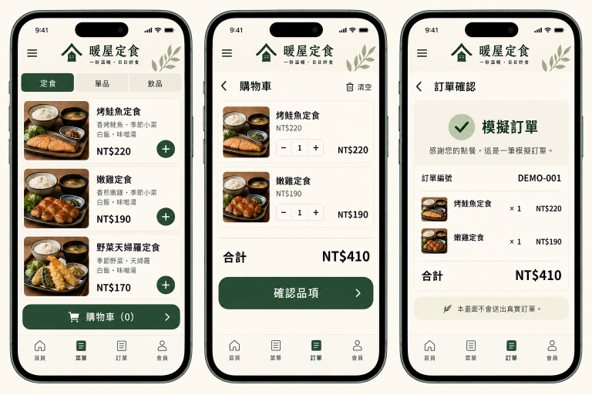 9:41
暖屋定食
一份溫暖・日日好食
定食
單品
飲品
烤鮭魚定食
香烤鮭魚・季節小菜
白飯・味噌湯
NT$220
嫩雞定食
香煎嫩雞・季節小菜
白飯・味噌湯
NT$190
野菜天婦羅定食
季節野菜・天婦羅
白飯・味噌湯
NT$170
購物車（0）
首頁
菜單
訂單
會員
9:41
暖屋定食
一份溫暖・日日好食
購物車
清空
烤鮭魚定食
NT$220
− 1 +
NT$220
嫩雞定食
NT$190
− 1 +
NT$190
合計
NT$410
確認品項
首頁
菜單
訂單
會員
9:41
暖屋定食
一份溫暖・日日好食
訂單確認
模擬訂單
感謝您的點餐，這是一筆模擬訂單。
訂單編號
DEMO-001
烤鮭魚定食
× 1
NT$220
嫩雞定食
× 1
NT$190
合計
NT$410
本畫面不會送出真實訂單。
首頁
菜單
訂單
會員